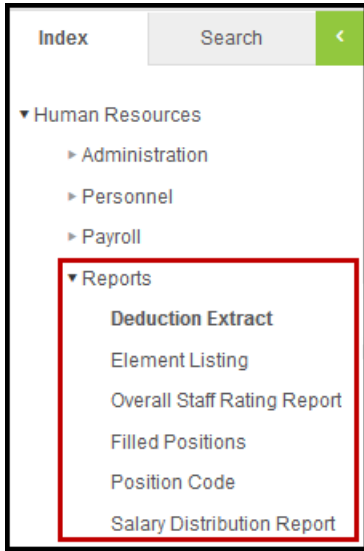 Index Search
Human Resources
Administration
Personnel
Payroll
Reports
Deduction Extract
Element Listing
Overall Staff Rating Report
Filled Positions
Position Code
Salary Distribution Report